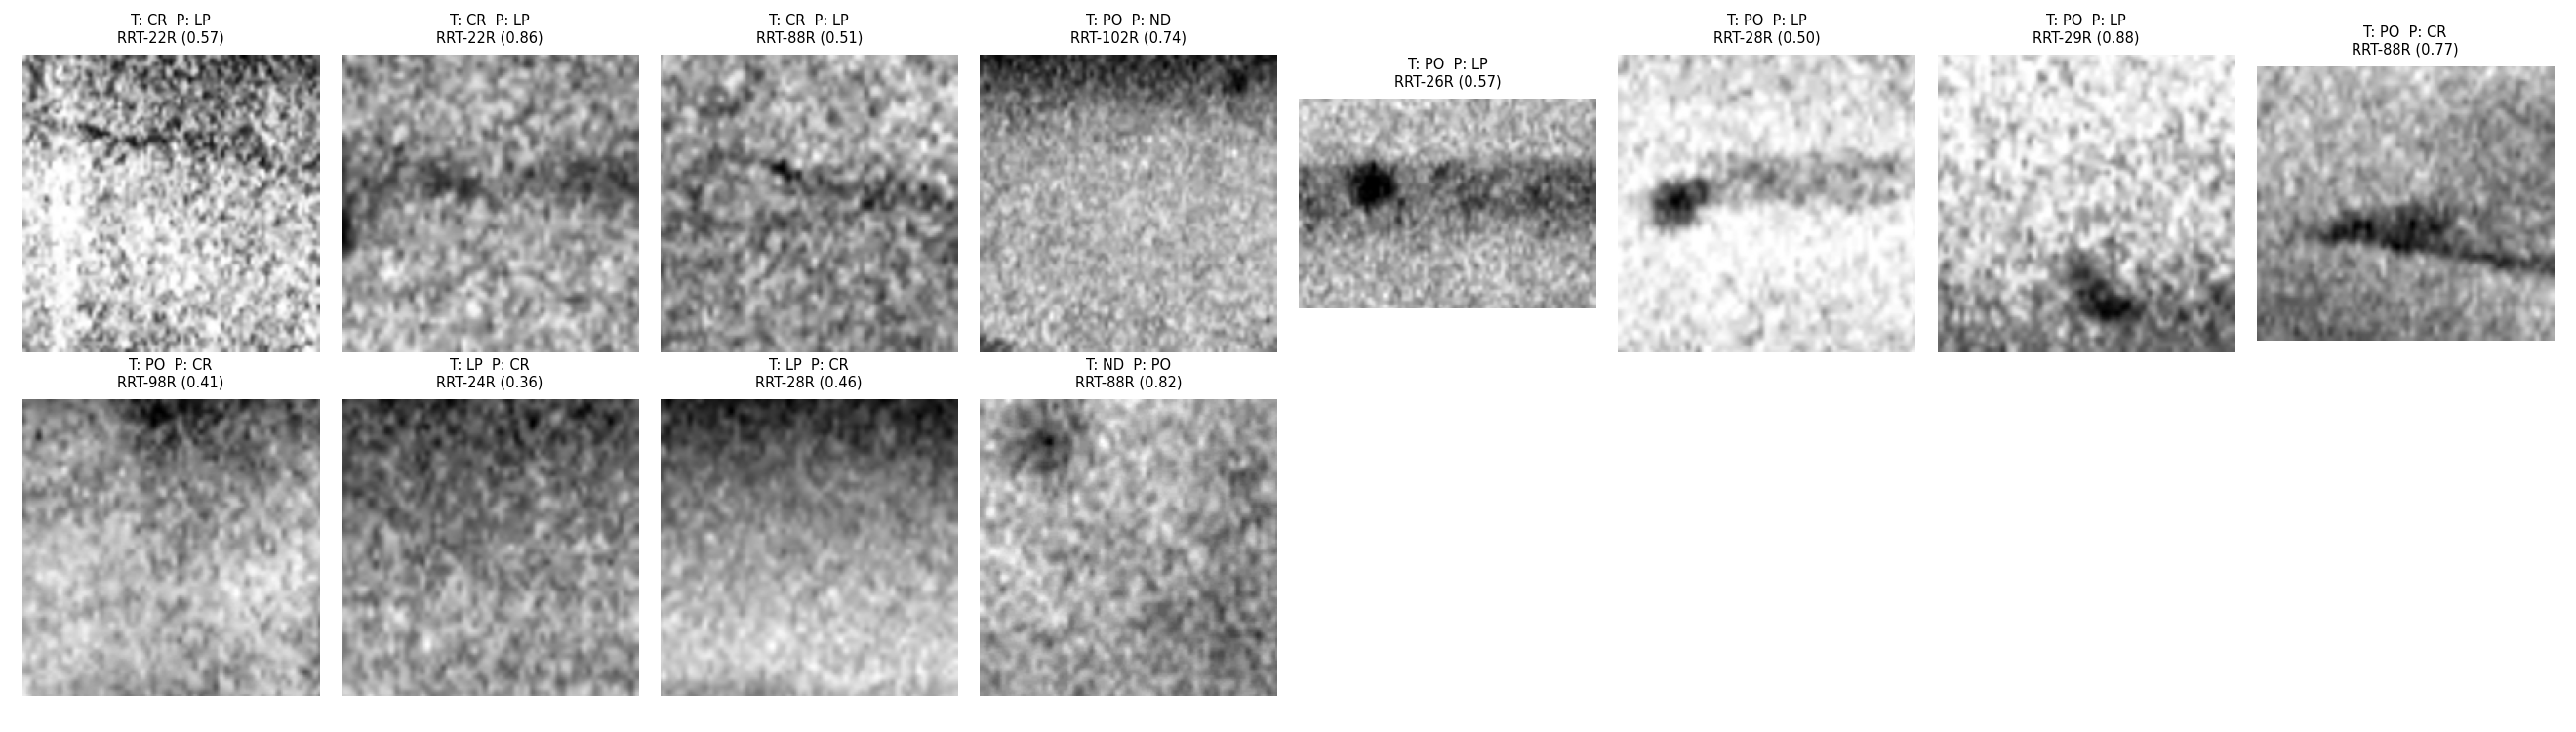 T: CR  P: LP
RRT-22R (0.57)
T: CR  P: LP
RRT-22R (0.86)
T: CR  P: LP
RRT-88R (0.51)
T: PO  P: ND
RRT-102R (0.74)
T: PO  P: LP
RRT-26R (0.57)
T: PO  P: LP
RRT-28R (0.50)
T: PO  P: LP
RRT-29R (0.88)
T: PO  P: CR
RRT-88R (0.77)
T: PO  P: CR
RRT-98R (0.41)
T: LP  P: CR
RRT-24R (0.36)
T: LP  P: CR
RRT-28R (0.46)
T: ND  P: PO
RRT-88R (0.82)